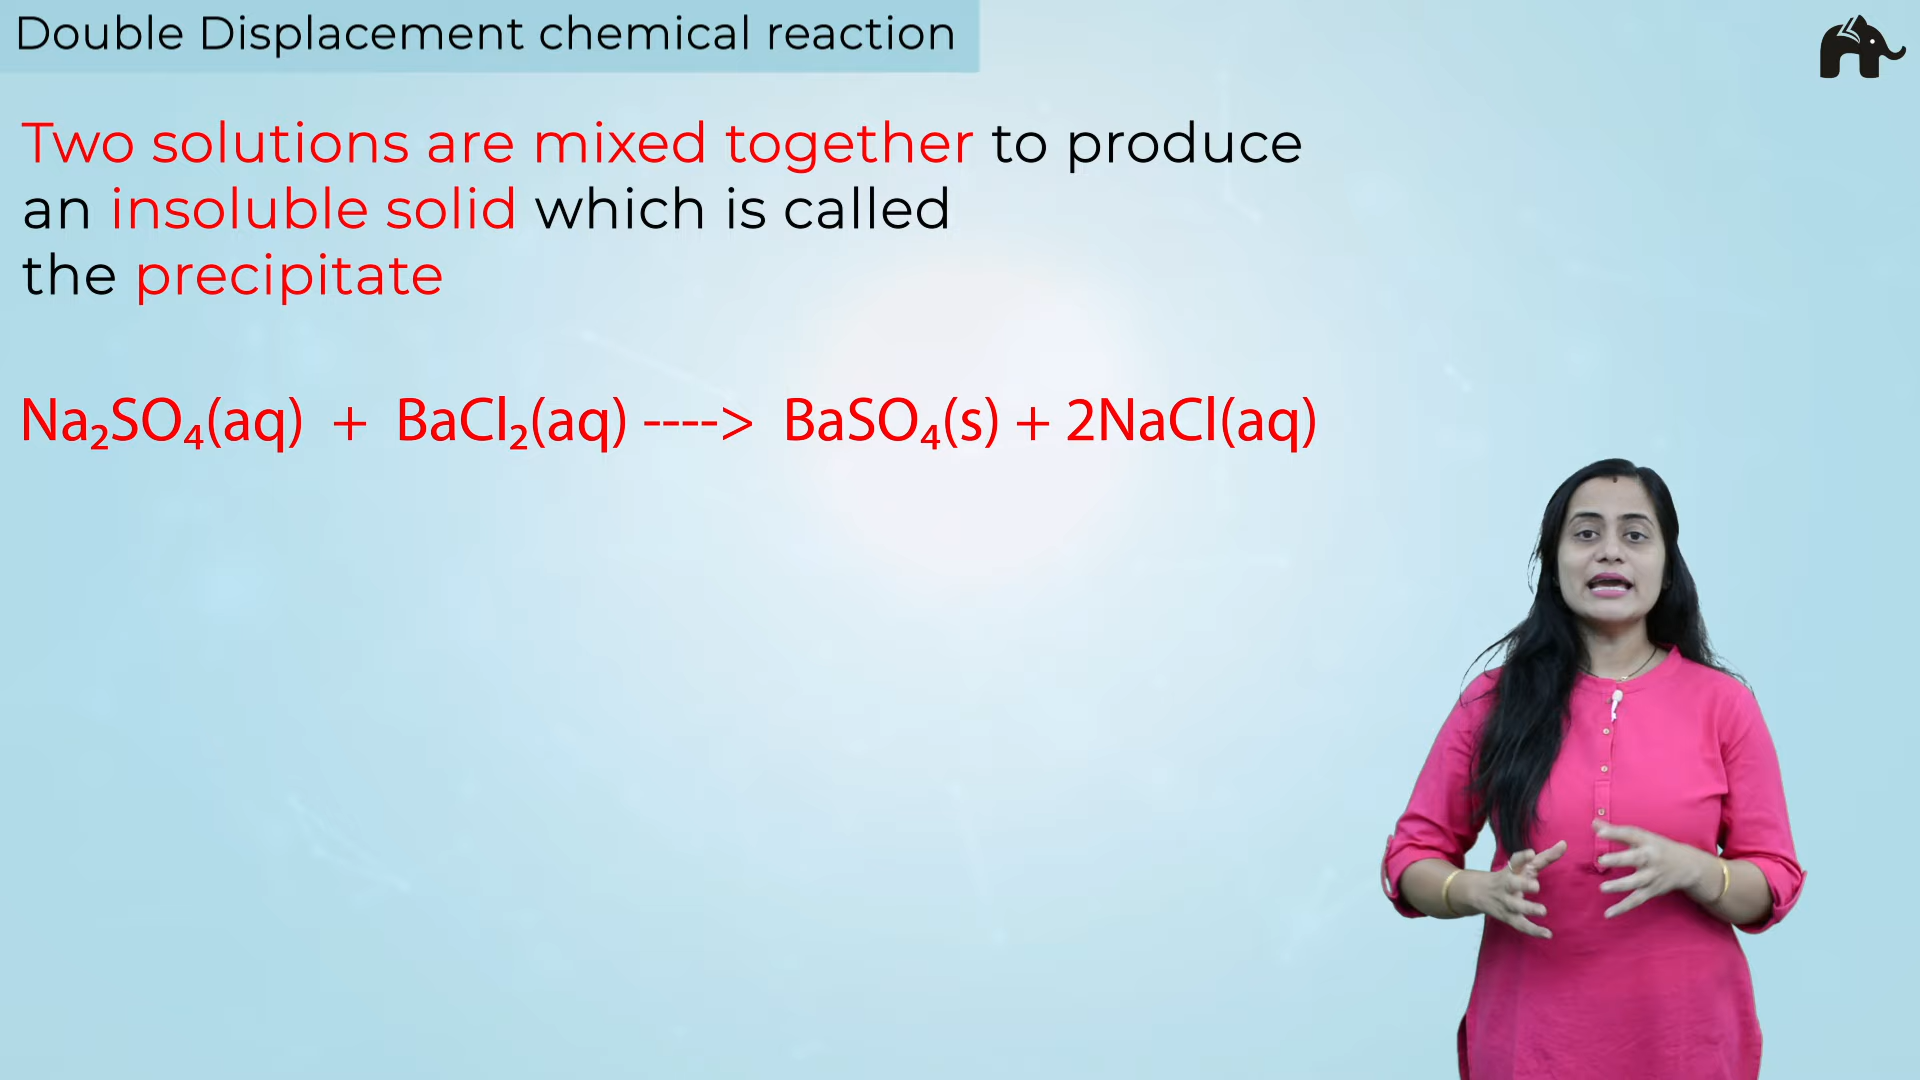 Double Displacement chemical reaction
Two solutions are mixed together to produce
an insoluble solid which is called
the precipitate
Na₂SO₄(aq) + BaCl₂(aq) ----> BaSO₄(s) + 2NaCl(aq)